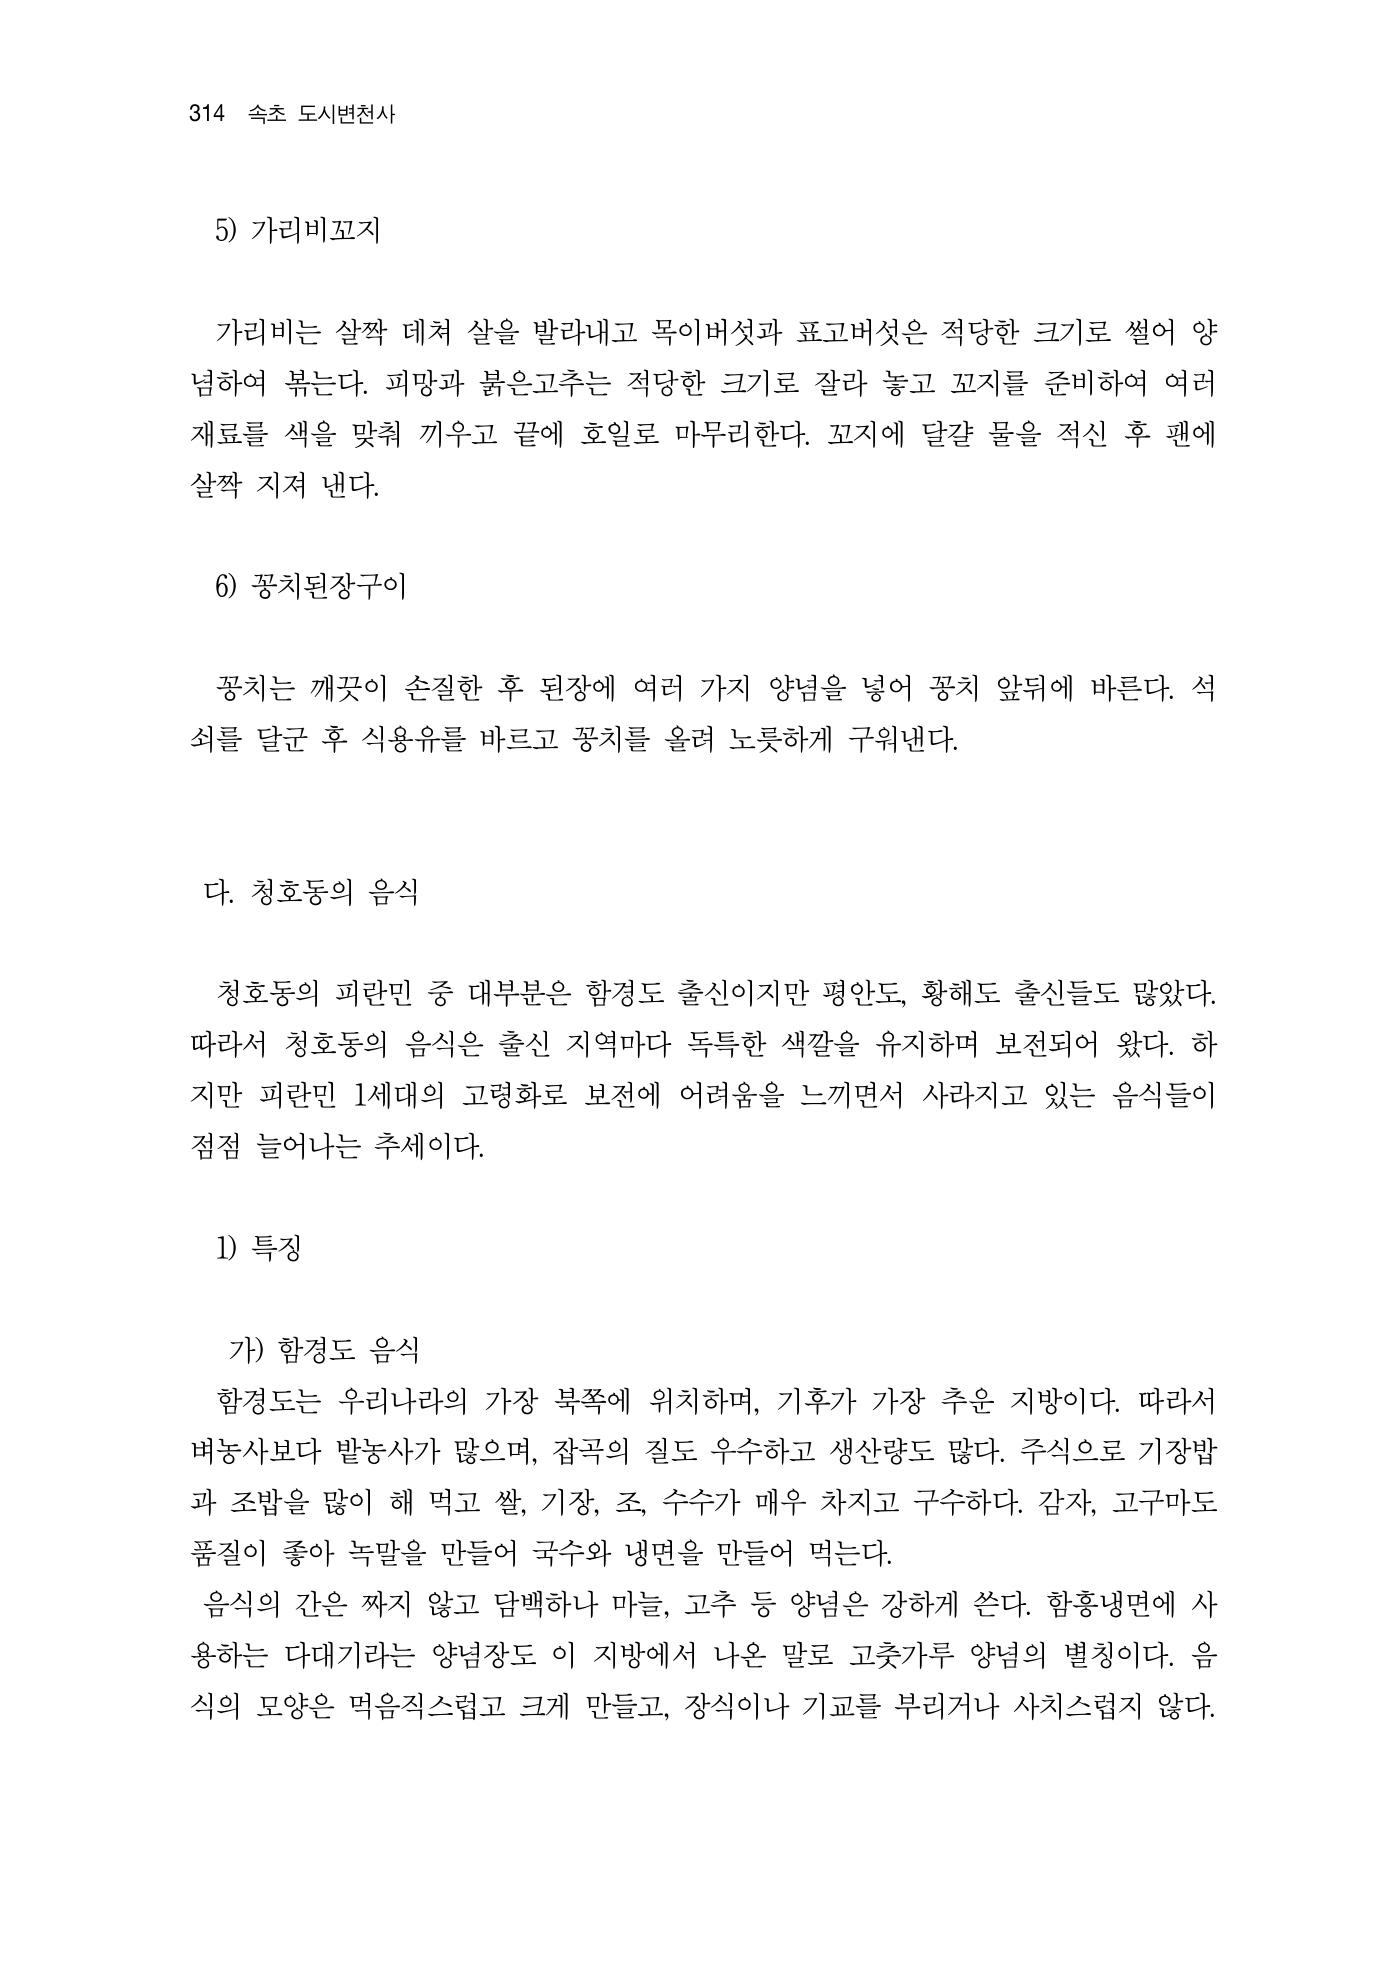 314 속초 도시변천사
5) 가리비꼬지
가리비는 살짝 데쳐 살을 발라내고 목이버섯과 표고버섯은 적당한 크기로 썰어 양
념하여 볶는다. 피망과 붉은고추는 적당한 크기로 잘라 놓고 꼬지를 준비하여 여러
재료를 색을 맞춰 끼우고 끝에 호일로 마무리한다. 꼬지에 달걀 물을 적신 후 팬에
살짝 지져 낸다.
6) 꽁치된장구이
꽁치는 깨끗이 손질한 후 된장에 여러 가지 양념을 넣어 꽁치 앞뒤에 바른다. 석
쇠를 달군 후 식용유를 바르고 꽁치를 올려 노릇하게 구워낸다.
다. 청호동의 음식
청호동의 피란민 중 대부분은 함경도 출신이지만 평안도, 황해도 출신들도 많았다.
따라서 청호동의 음식은 출신 지역마다 독특한 색깔을 유지하며 보전되어 왔다. 하
지만 피란민 1세대의 고령화로 보전에 어려움을 느끼면서 사라지고 있는 음식들이
점점 늘어나는 추세이다.
1) 특징
가) 함경도 음식
함경도는 우리나라의 가장 북쪽에 위치하며, 기후가 가장 추운 지방이다. 따라서
벼농사보다 밭농사가 많으며, 잡곡의 질도 우수하고 생산량도 많다. 주식으로 기장밥
과 조밥을 많이 해 먹고 쌀, 기장, 조, 수수가 매우 차지고 구수하다. 감자, 고구마도
품질이 좋아 녹말을 만들어 국수와 냉면을 만들어 먹는다.
음식의 간은 짜지 않고 담백하나 마늘, 고추 등 양념은 강하게 쓴다. 함흥냉면에 사
용하는 다대기라는 양념장도 이 지방에서 나온 말로 고춧가루 양념의 별칭이다. 음
식의 모양은 먹음직스럽고 크게 만들고, 장식이나 기교를 부리거나 사치스럽지 않다.